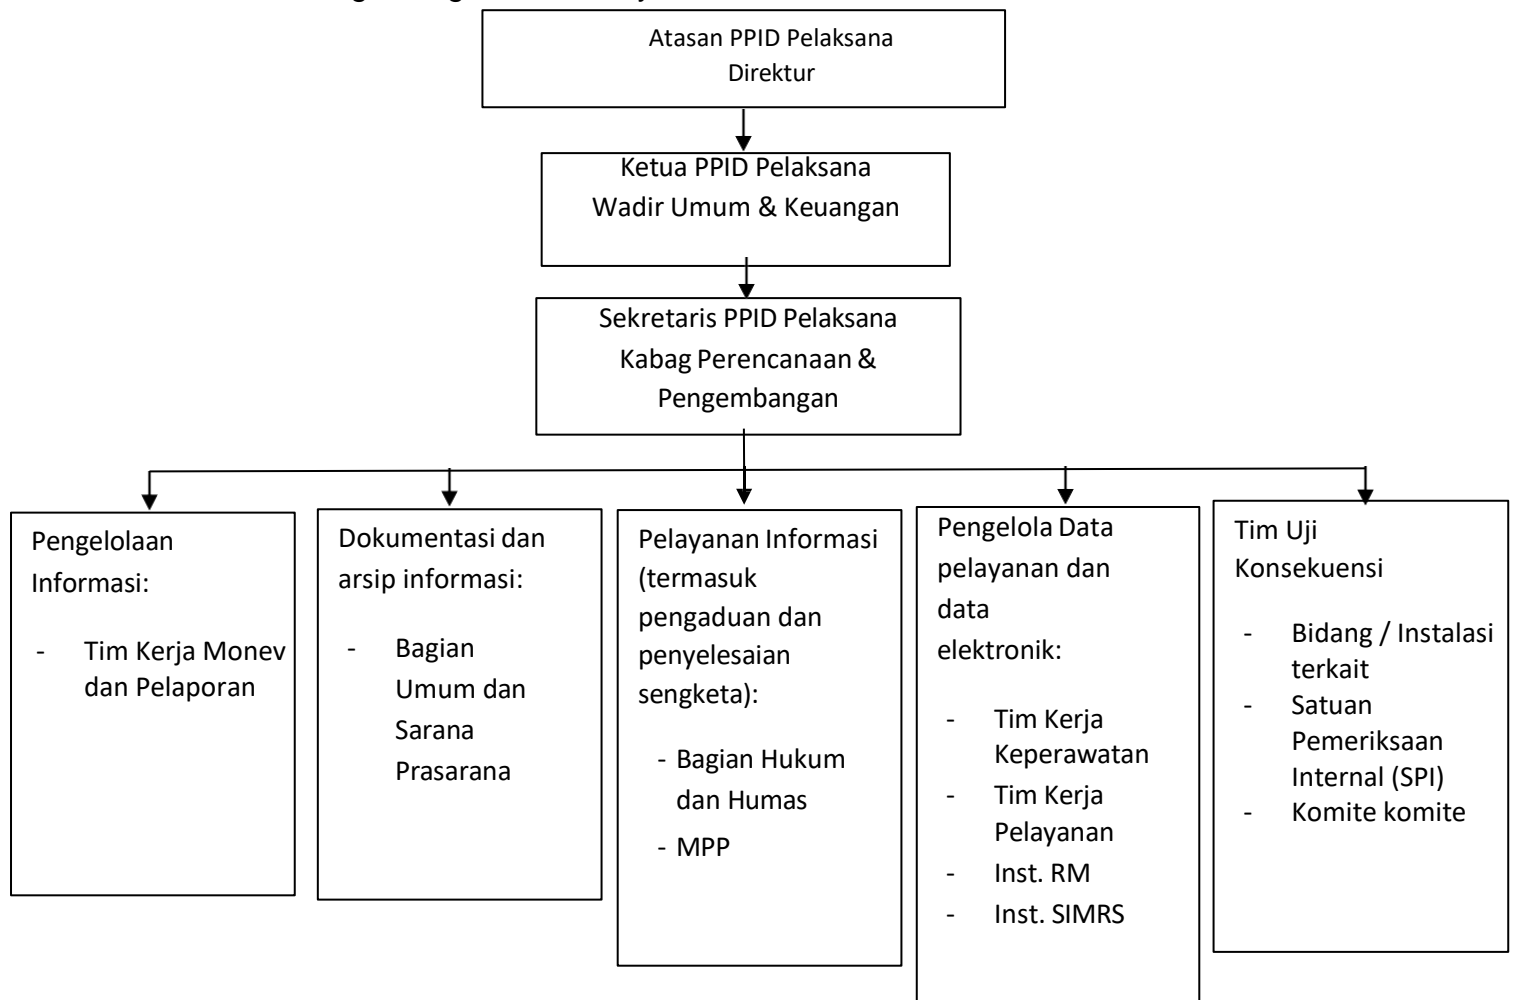 Atasan PPID Pelaksana
Direktur
Ketua PPID Pelaksana
Wadir Umum & Keuangan
Sekretaris PPID Pelaksana
Kabag Perencanaan &
Pengembangan
Pengelolaan
Informasi:
- Tim Kerja Monev
dan Pelaporan
Dokumentasi dan
arsip informasi:
- Bagian
Umum dan
Sarana
Prasarana
Pelayanan Informasi
(termasuk
pengaduan dan
penyelesaian
sengketa):
- Bagian Hukum
dan Humas
- MPP
Pengelola Data
pelayanan dan
data
elektronik:
- Tim Kerja
Keperawatan
- Tim Kerja
Pelayanan
- Inst. RM
- Inst. SIMRS
Tim Uji
Konsekuensi
- Bidang / Instalasi
terkait
- Satuan
Pemeriksaan
Internal (SPI)
- Komite komite